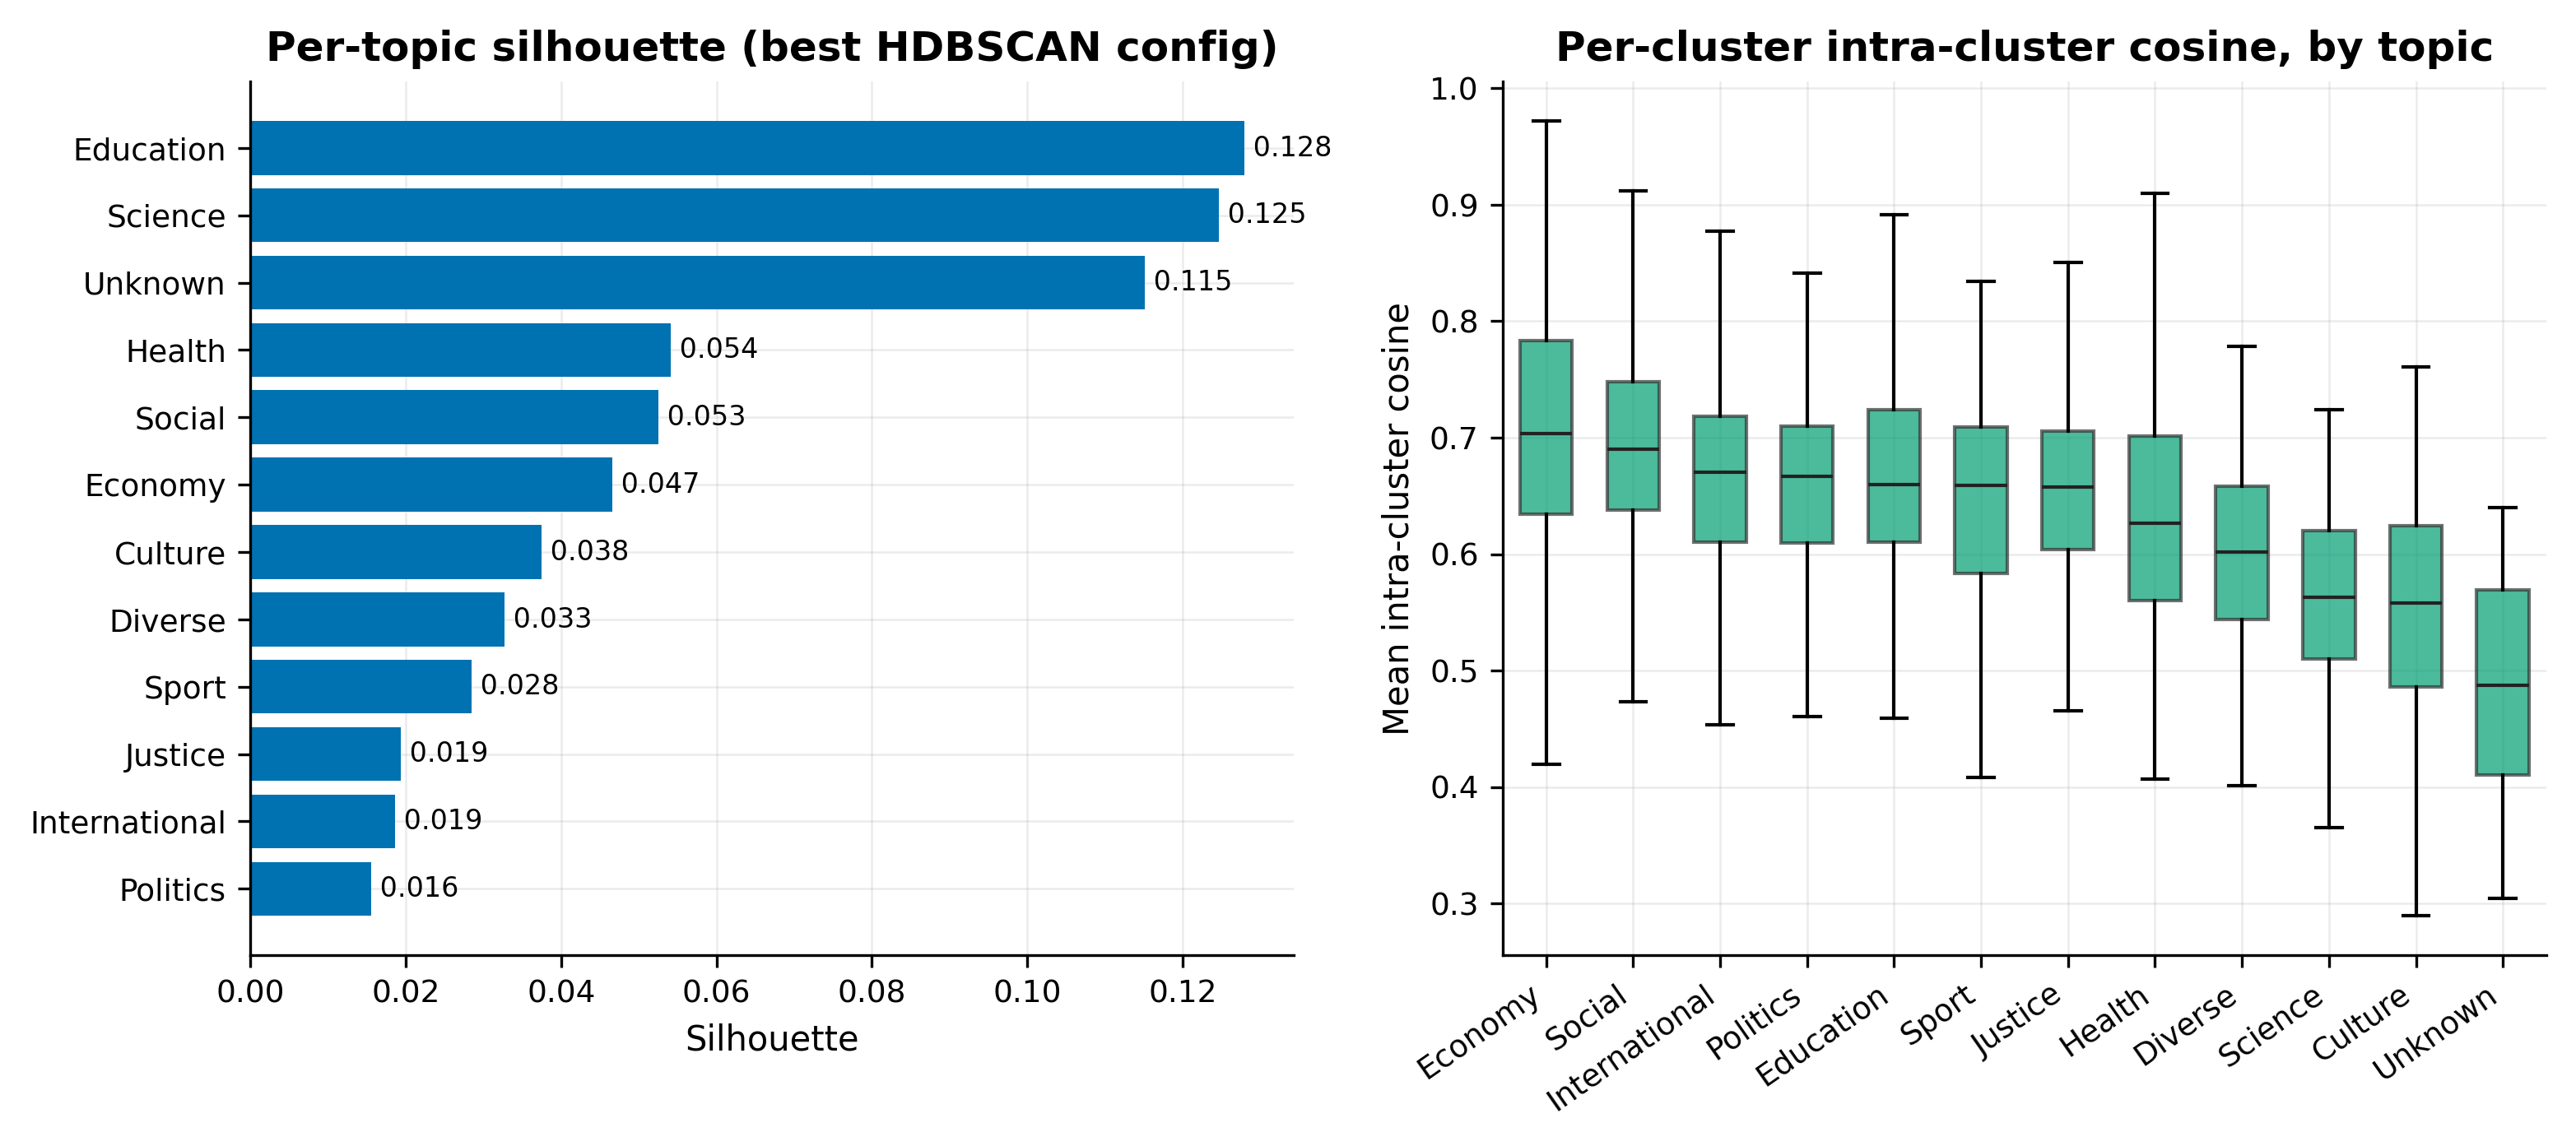 Per-topic silhouette (best HDBSCAN config)
Education
0.128
Science
0.125
Unknown
0.115
Health
0.054
Social
0.053
Economy
0.047
Culture
0.038
Diverse
0.033
Sport
0.028
Justice
0.019
International
0.019
Politics
0.016
0.00 0.02 0.04 0.06 0.08 0.10 0.12
Silhouette
Per-cluster intra-cluster cosine, by topic
Mean intra-cluster cosine
1.0
0.9
0.8
0.7
0.6
0.5
0.4
0.3
Economy
Social
International
Politics
Education
Sport
Justice
Health
Diverse
Science
Culture
Unknown